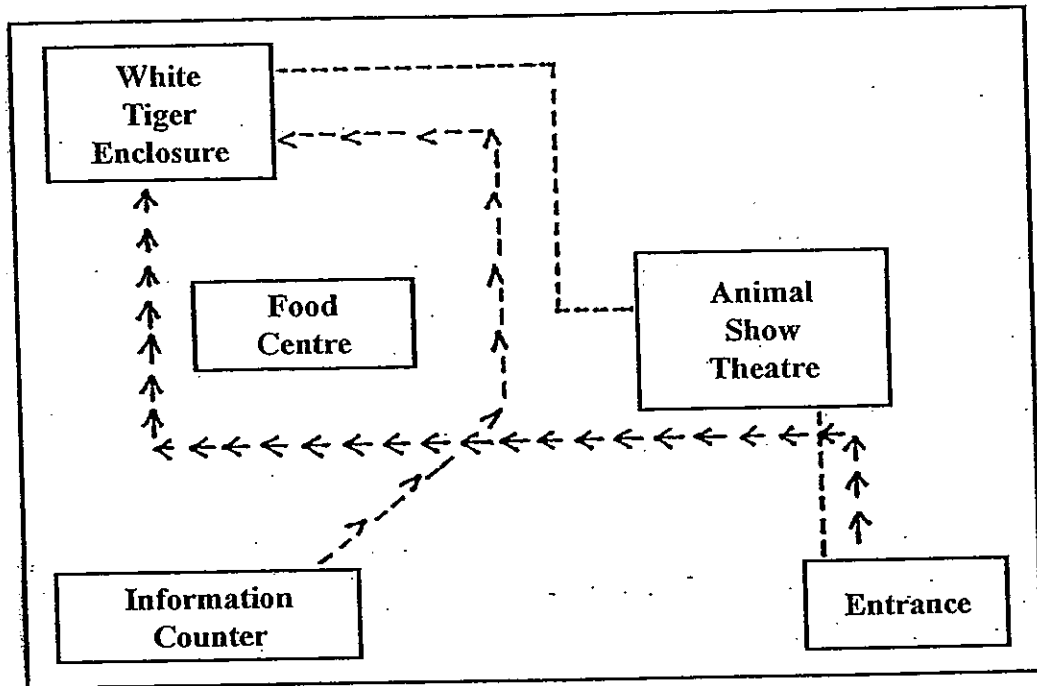 White
Tiger
Enclosure
Food
Centre
Animal
Show
Theatre
Information
Counter
Entrance